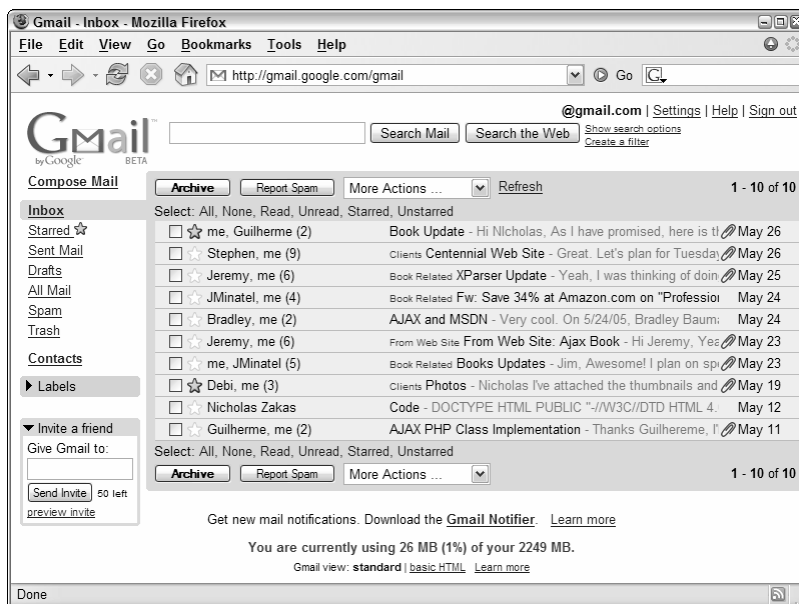 Gmail - Inbox - Mozilla Firefox
File Edit View Go Bookmarks Tools Help
http://gmail.google.com/gmail Go G
@gmail.com | Settings | Help | Sign out
Gmail by Google BETA
Search Mail Search the Web Show search options
Create a filter
Compose Mail
Inbox
Starred
Sent Mail
Drafts
All Mail
Spam
Trash
Contacts
Labels
Invite a friend
Give Gmail to:
Send Invite 50 left
preview invite
Archive Report Spam More Actions ... Refresh 1 - 10 of 10
Select: All, None, Read, Unread, Starred, Unstarred
me, Guilherme (2) Book Update - Hi NIcholas, As I have promised, here is th May 26
Stephen, me (9) Clients Centennial Web Site - Great. Let's plan for Tuesday May 26
Jeremy, me (6) Book Related XParser Update - Yeah, I was thinking of doin May 25
JMinatel, me (4) Book Related Fw: Save 34% at Amazon.com on "Profession May 24
Bradley, me (2) AJAX and MSDN - Very cool. On 5/24/05, Bradley Bauma May 24
Jeremy, me (6) From Web Site From Web Site: Ajax Book - Hi Jeremy, Yea May 23
me, JMinatel (5) Book Related Books Updates - Jim, Awesome! I plan on spe May 23
Debi, me (3) Clients Photos - Nicholas I've attached the thumbnails and May 19
Nicholas Zakas Code - DOCTYPE HTML PUBLIC "-//W3C//DTD HTML 4. May 12
Guilherme, me (2) AJAX PHP Class Implementation - Thanks Guilhereme, I' May 11
Select: All, None, Read, Unread, Starred, Unstarred
Archive Report Spam More Actions ... 1 - 10 of 10
Get new mail notifications. Download the Gmail Notifier. Learn more
You are currently using 26 MB (1%) of your 2249 MB.
Gmail view: standard | basic HTML Learn more
Done